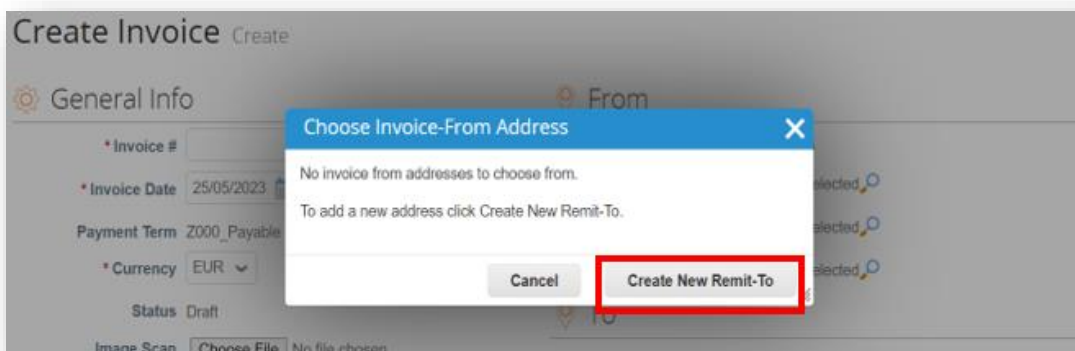 Create Invoice Create
General Info
From
* Invoice #
* Invoice Date 25/05/2023
Payment Term Z000_Payable
* Currency EUR
Status Draft
Image Scan Choose File No file chosen
Choose Invoice-From Address
No invoice from addresses to choose from.
To add a new address click Create New Remit-To.
Cancel Create New Remit-To
elected
elected
elected
To